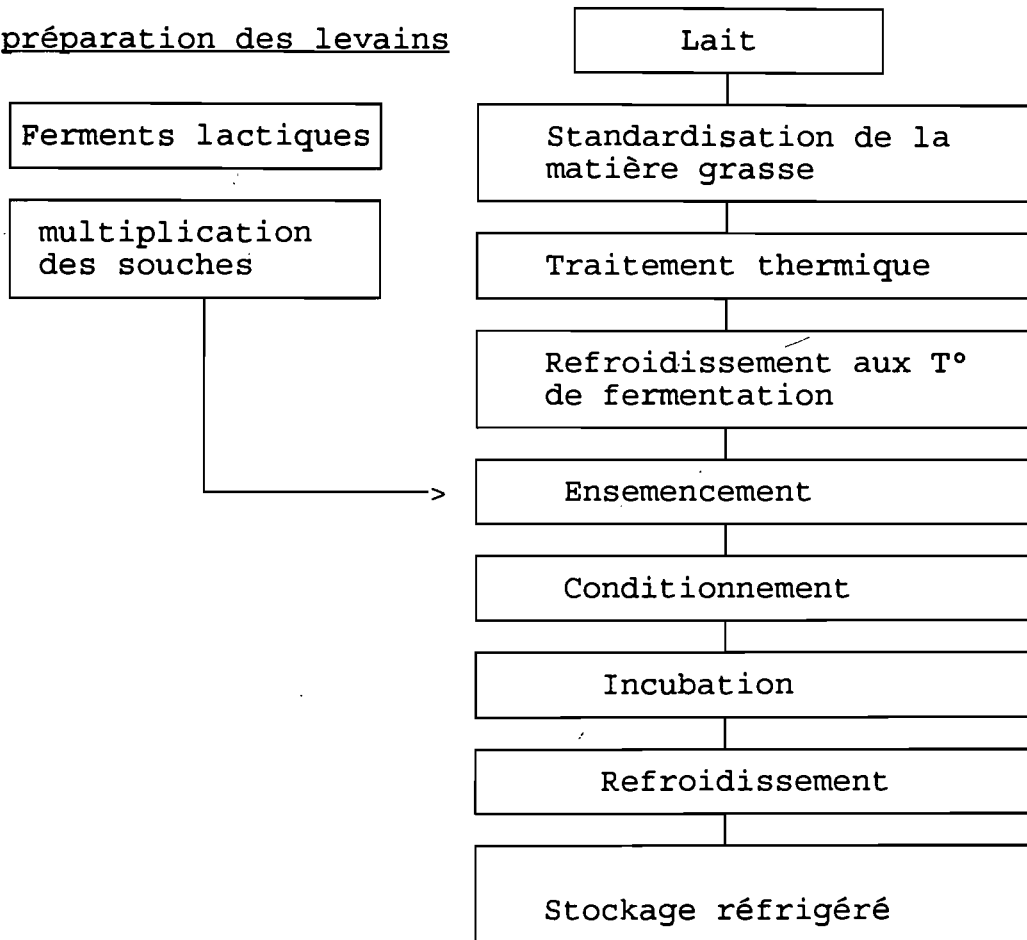 préparation des levains
Ferments lactiques
multiplication
des souches
Lait
Standardisation de la
matière grasse
Traitement thermique
Refroidissement aux T°
de fermentation
>
Ensemencement
Conditionnement
Incubation
Refroidissement
Stockage réfrigéré